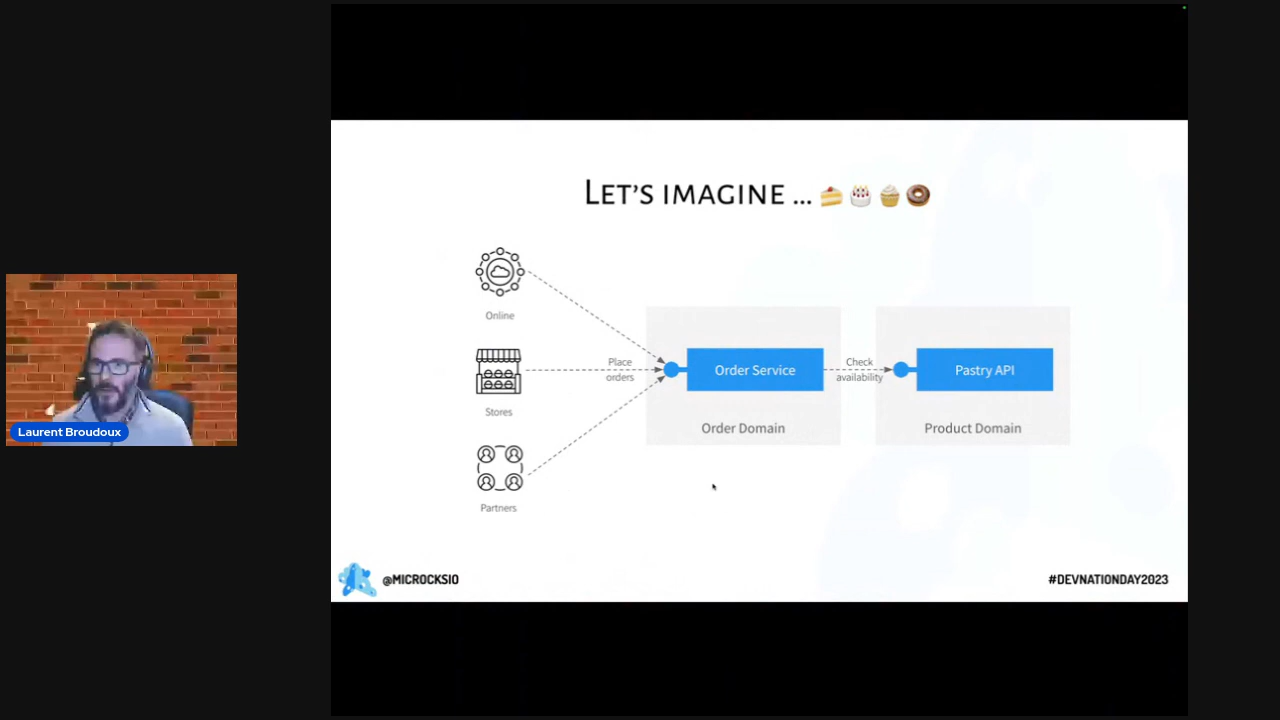 LET'S IMAGINE ...
Online
Place
orders
Order Service
Check
availability
Pastry API
Stores
Order Domain
Product Domain
Laurent Broudoux
Partners
@MICROCKSIO
#DEVNATIONDAY2023